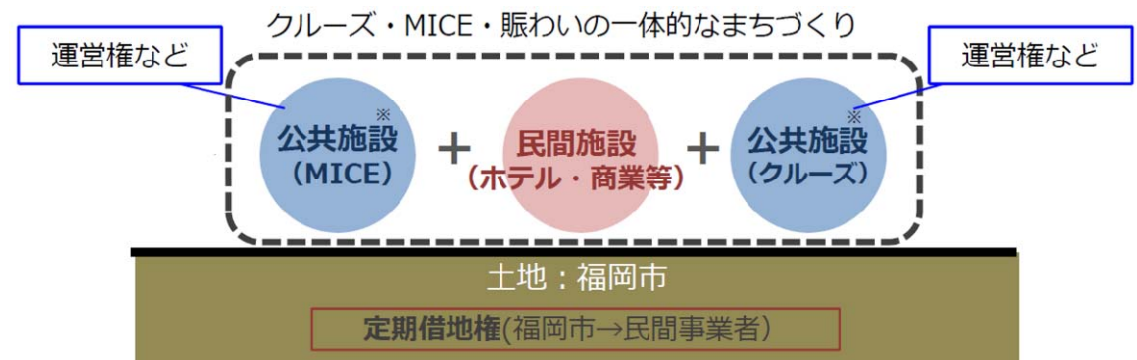 クルーズ・MICE・賑わいの一体的なまちづくり
運営権など
運営権など
※
公共施設
(MICE)
+
民間施設
(ホテル・商業等)
+
※
公共施設
(クルーズ)
土地:福岡市
定期借地権(福岡市→民間事業者)